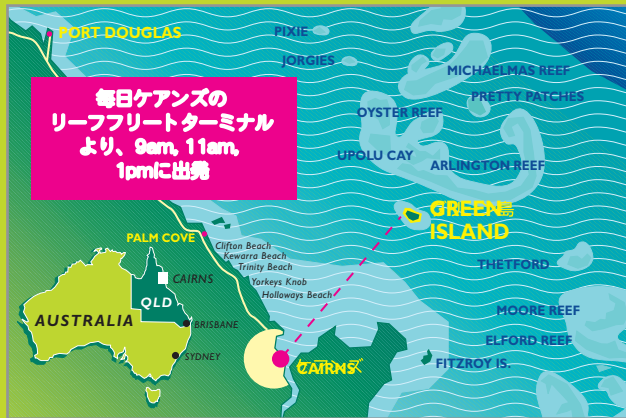 PORT DOUGLAS
PIXIE
JORGIES
MICHAELMAS REEF
PRETTY PATCHES
毎日ケアンズの
リーフフリートターミナル
より、9am, 11am,
1pmに出発
OYSTER REEF
UPOLU CAY
ARLINGTON REEF
GREEN
ISLAND
PALM COVE
Clifton Beach
Kewarra Beach
Trinity Beach
Yorkeys Knob
Holloways Beach
THETFORD
MOORE REEF
ELFORD REEF
FITZROY IS.
CAIRNS
CAIRNS
QLD
AUSTRALIA
BRISBANE
SYDNEY